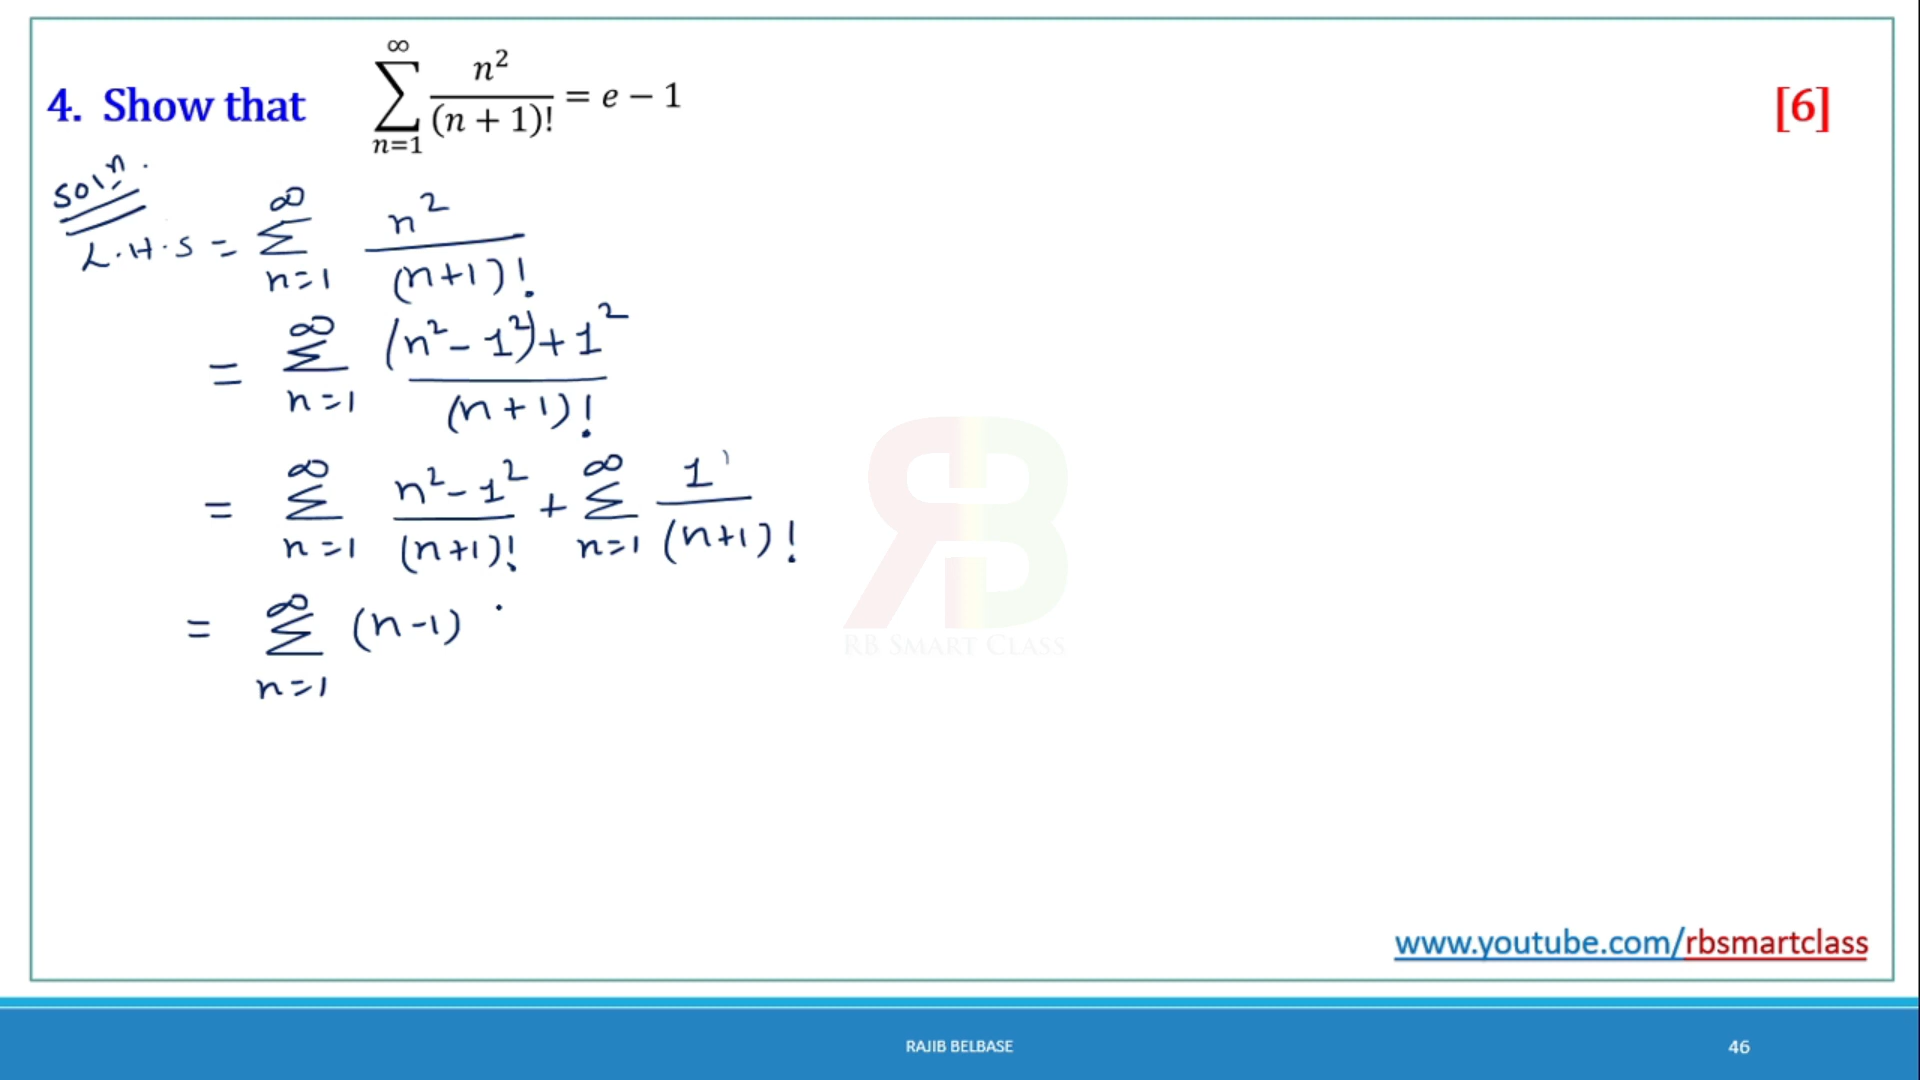 4. Show that ∑_{n=1}^{∞} n²/(n + 1)! = e − 1 [6]
Solⁿ.
L.H.S = ∑_{n=1}^{∞} n²/(n+1)!
= ∑_{n=1}^{∞} ((n² − 1²) + 1²)/(n+1)!
= ∑_{n=1}^{∞} (n² − 1²)/(n+1)! + ∑_{n=1}^{∞} 1/(n+1)!
= ∑_{n=1}^{∞} (n−1)
RB SMART CLASS
www.youtube.com/rbsmartclass
RAJIB BELBASE 46